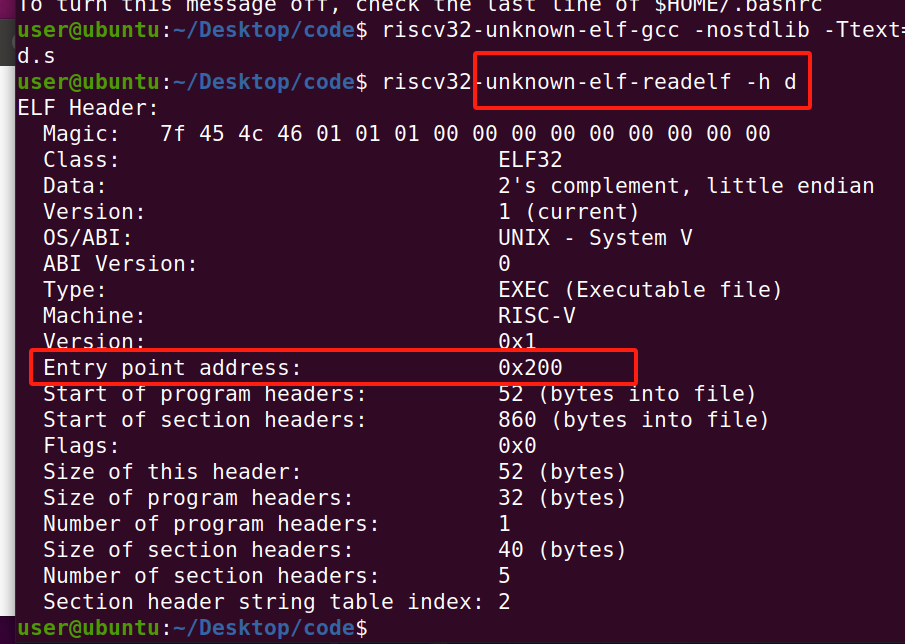 To turn this message off, check the last line of $HOME/.bashrc
user@ubuntu:~/Desktop/code$ riscv32-unknown-elf-gcc -nostdlib -Ttext=
d.s
user@ubuntu:~/Desktop/code$ riscv32-unknown-elf-readelf -h d
ELF Header:
  Magic:   7f 45 4c 46 01 01 01 00 00 00 00 00 00 00 00 00
  Class:                             ELF32
  Data:                              2's complement, little endian
  Version:                           1 (current)
  OS/ABI:                            UNIX - System V
  ABI Version:                       0
  Type:                              EXEC (Executable file)
  Machine:                           RISC-V
  Version:                           0x1
  Entry point address:               0x200
  Start of program headers:          52 (bytes into file)
  Start of section headers:          860 (bytes into file)
  Flags:                             0x0
  Size of this header:               52 (bytes)
  Size of program headers:           32 (bytes)
  Number of program headers:         1
  Size of section headers:           40 (bytes)
  Number of section headers:         5
  Section header string table index: 2
user@ubuntu:~/Desktop/code$